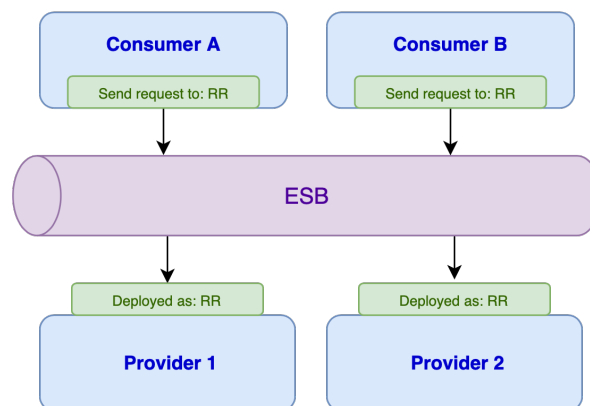 Consumer A
Consumer B
Send request to: RR
Send request to: RR
ESB
Deployed as: RR
Deployed as: RR
Provider 1
Provider 2